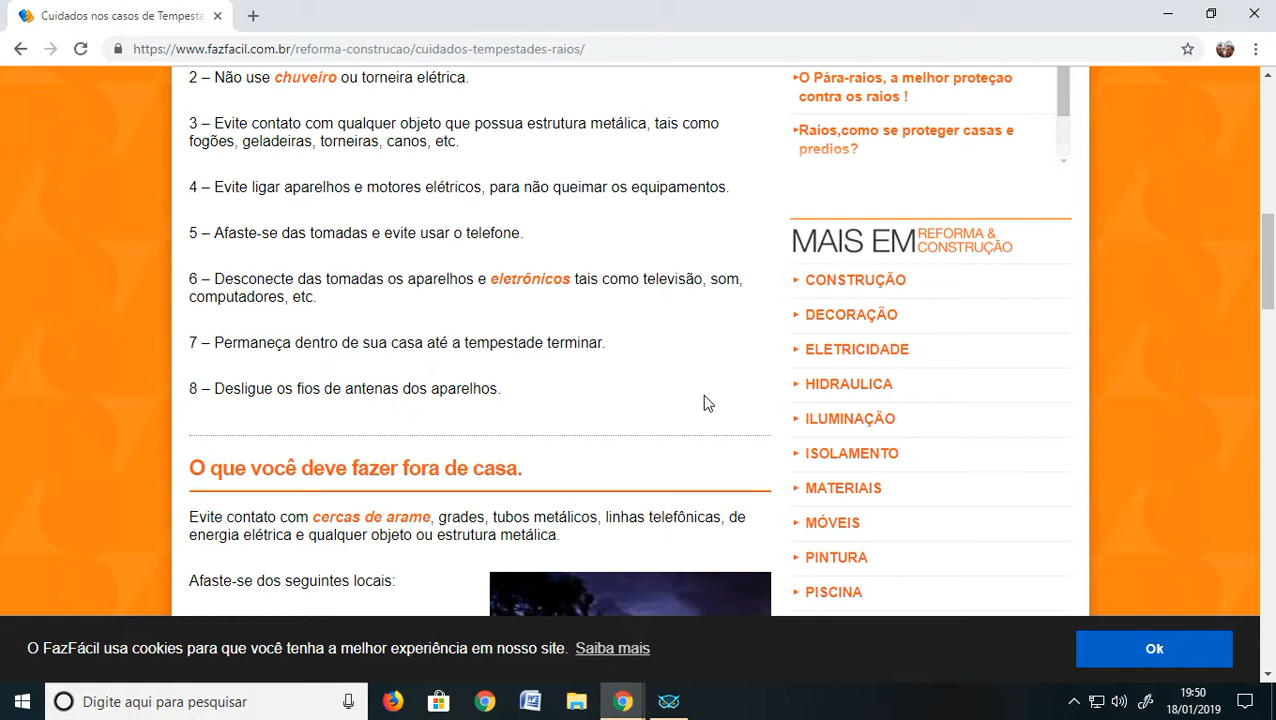 Cuidados nos casos de Tempesta
https://www.fazfacil.com.br/reforma-construcao/cuidados-tempestades-raios/
2 – Não use chuveiro ou torneira elétrica.
3 – Evite contato com qualquer objeto que possua estrutura metálica, tais como
fogões, geladeiras, torneiras, canos, etc.
4 – Evite ligar aparelhos e motores elétricos, para não queimar os equipamentos.
5 – Afaste-se das tomadas e evite usar o telefone.
6 – Desconecte das tomadas os aparelhos e eletrônicos tais como televisão, som,
computadores, etc.
7 – Permaneça dentro de sua casa até a tempestade terminar.
8 – Desligue os fios de antenas dos aparelhos.
O que você deve fazer fora de casa.
Evite contato com cercas de arame, grades, tubos metálicos, linhas telefônicas, de
energia elétrica e qualquer objeto ou estrutura metálica.
Afaste-se dos seguintes locais:
O Pára-raios, a melhor proteçao
contra os raios !
Raios,como se proteger casas e
predios?
MAIS EM REFORMA &
CONSTRUÇÃO
CONSTRUÇÃO
DECORAÇÃO
ELETRICIDADE
HIDRAULICA
ILUMINAÇÃO
ISOLAMENTO
MATERIAIS
MÓVEIS
PINTURA
PISCINA
O FazFácil usa cookies para que você tenha a melhor experiência em nosso site. Saiba mais
Ok
Digite aqui para pesquisar
19:50
18/01/2019